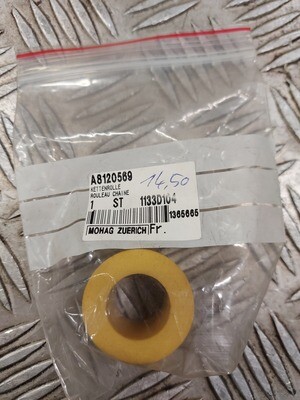 A8120569
14,50
KETTENROLLE
ROULEAU CHAINE
1 ST 1133D104
1365665
MOHAG ZUERICH Fr.